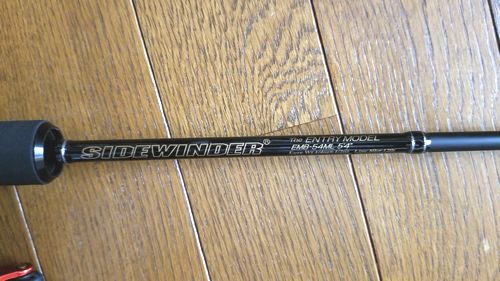 SIDEWINDER®
The ENTRY MODEL
EMB-54ML 5'4"